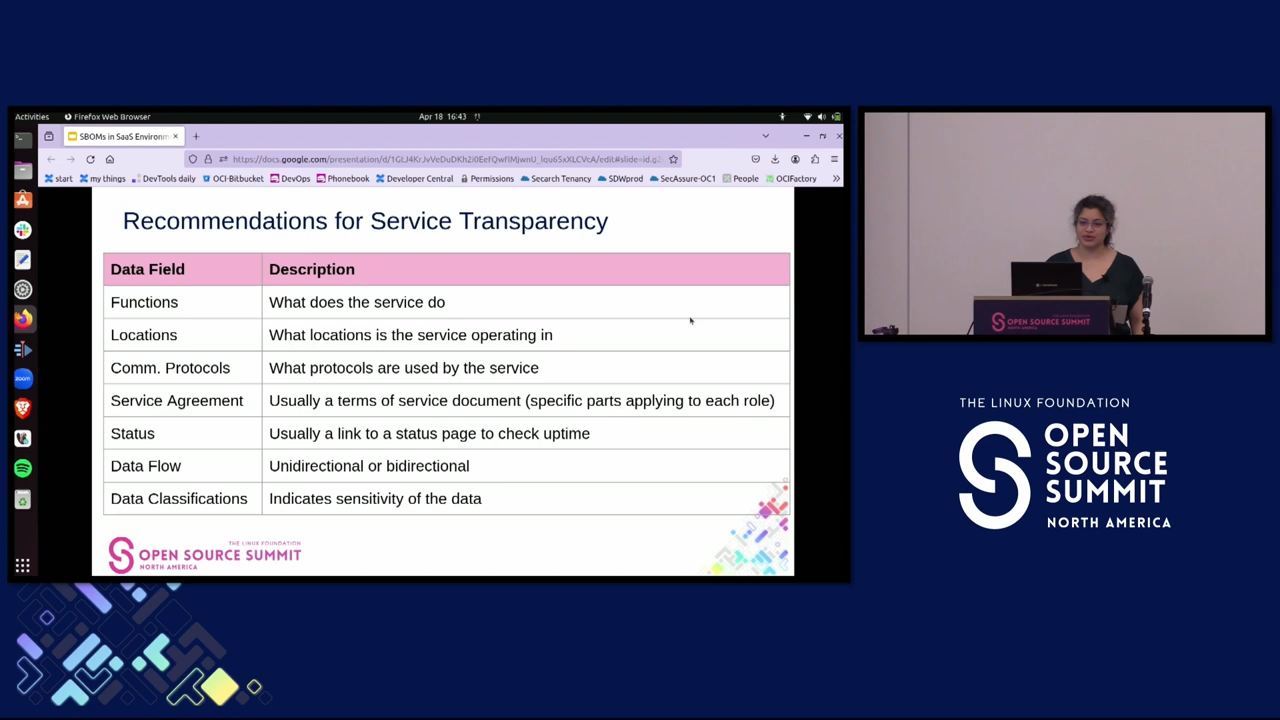 Activities
Firefox Web Browser
Apr 18 16:43
SBOMs in SaaS Environm
start
my things
DevTools daily
OCI-Bitbucket
DevOps
Phonebook
Developer Central
Permissions
Secarch Tenancy
SDWprod
SecAssure-OC1
People
OCIFactory
Recommendations for Service Transparency
Data Field Description
Functions What does the service do
Locations What locations is the service operating in
Comm. Protocols What protocols are used by the service
Service Agreement Usually a terms of service document (specific parts applying to each role)
Status Usually a link to a status page to check uptime
Data Flow Unidirectional or bidirectional
Data Classifications Indicates sensitivity of the data
THE LINUX FOUNDATION
OPEN SOURCE SUMMIT
NORTH AMERICA
zoom
OPEN SOURCE SUMMIT
NORTH AMERICA
THE LINUX FOUNDATION
OPEN
SOURCE
SUMMIT
NORTH AMERICA